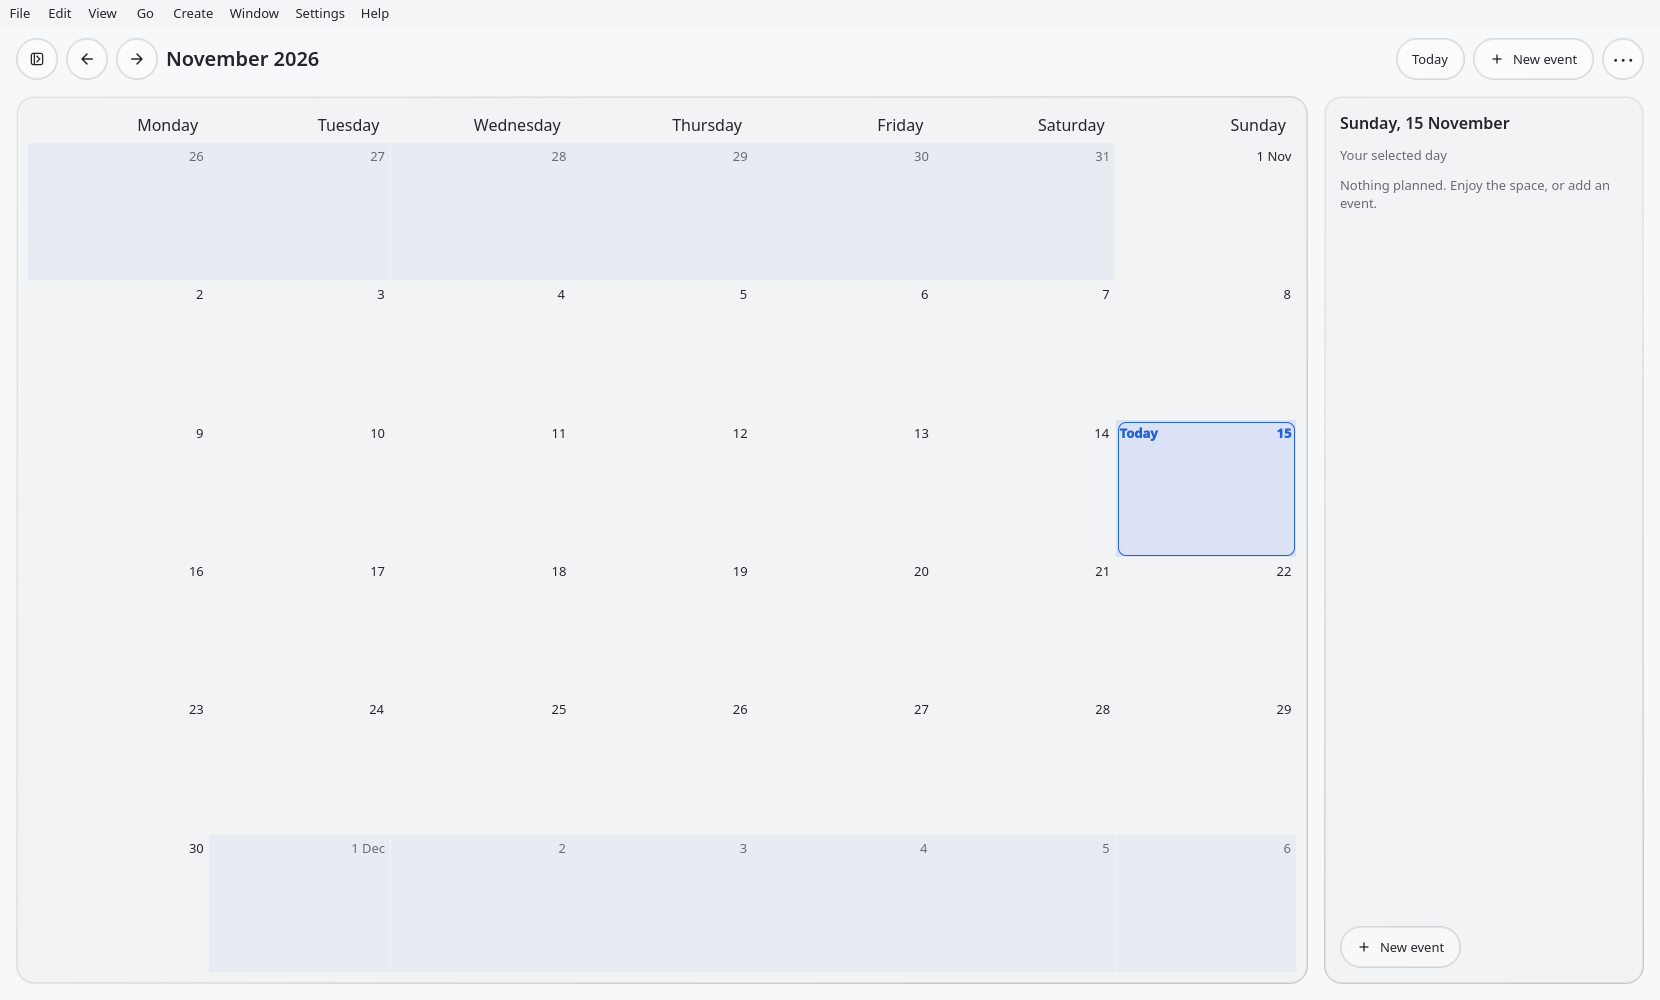 File Edit View Go Create Window Settings Help
November 2026 Today + New event ...
Monday Tuesday Wednesday Thursday Friday Saturday Sunday
26 27 28 29 30 31 1 Nov
2 3 4 5 6 7 8
9 10 11 12 13 14 Today 15
16 17 18 19 20 21 22
23 24 25 26 27 28 29
30 1 Dec 2 3 4 5 6
Sunday, 15 November
Your selected day
Nothing planned. Enjoy the space, or add an
event.
+ New event